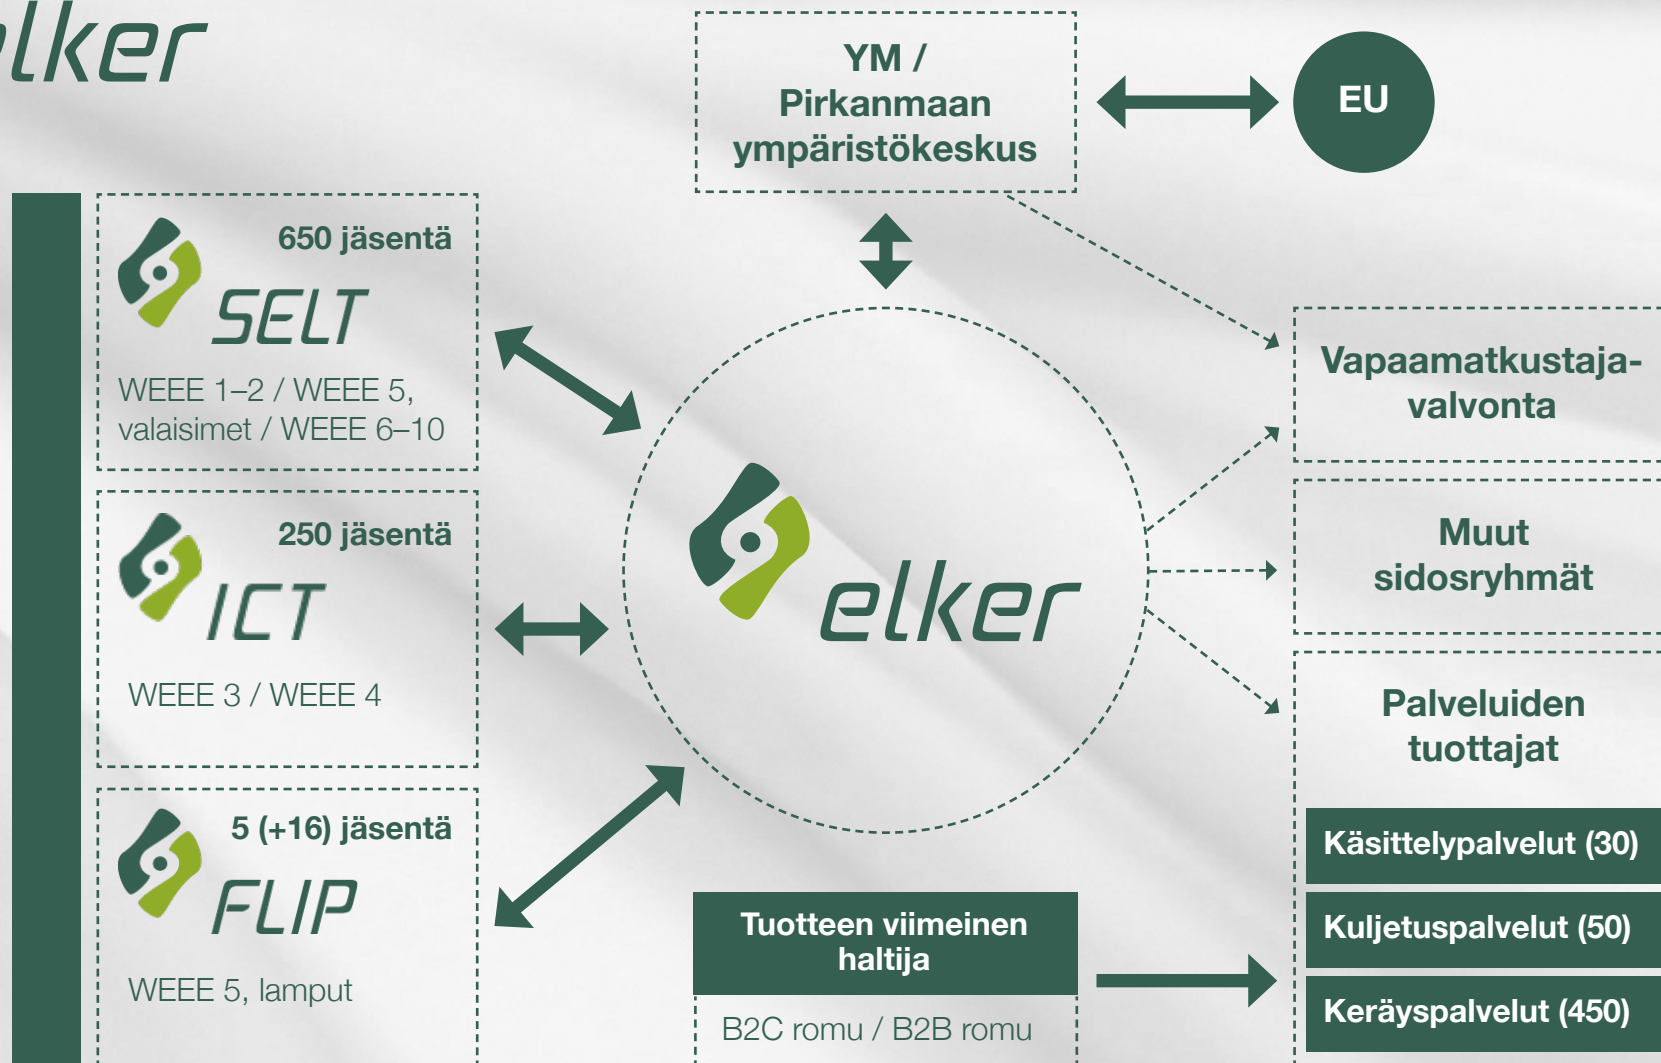 elker
YM /
Pirkanmaan
ympäristökeskus
EU
650 jäsentä
SELT
WEEE 1–2 / WEEE 5,
valaisimet / WEEE 6–10
250 jäsentä
ICT
WEEE 3 / WEEE 4
5 (+16) jäsentä
FLIP
WEEE 5, lamput
elker
Tuotteen viimeinen
haltija
B2C romu / B2B romu
Vapaamatkustaja-
valvonta
Muut
sidosryhmät
Palveluiden
tuottajat
Käsittelypalvelut (30)
Kuljetuspalvelut (50)
Keräyspalvelut (450)